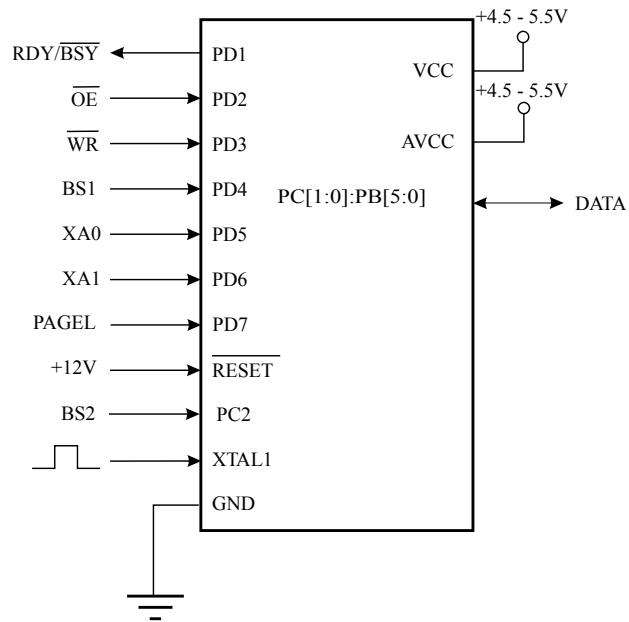 +4.5 - 5.5V
RDY/BSY PD1
VCC
OE PD2
+4.5 - 5.5V
WR PD3
AVCC
BS1 PD4
PC[1:0]:PB[5:0]
DATA
XA0 PD5
XA1 PD6
PAGEL PD7
+12V RESET
BS2 PC2
XTAL1
GND